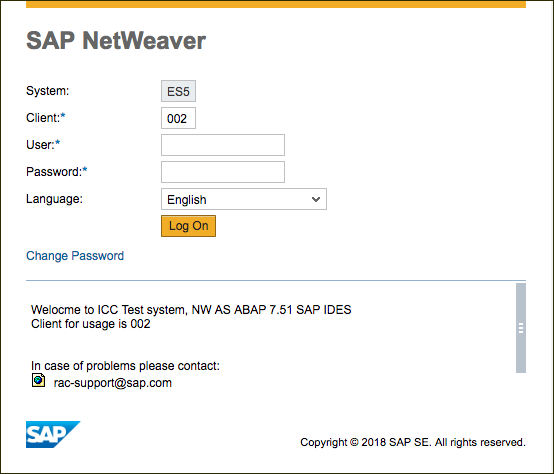 SAP NetWeaver
System: ES5
Client:* 002
User:*
Password:*
Language: English
Log On
Change Password
Welocme to ICC Test system, NW AS ABAP 7.51 SAP IDES
Client for usage is 002
In case of problems please contact:
rac-support@sap.com
SAP
Copyright © 2018 SAP SE. All rights reserved.